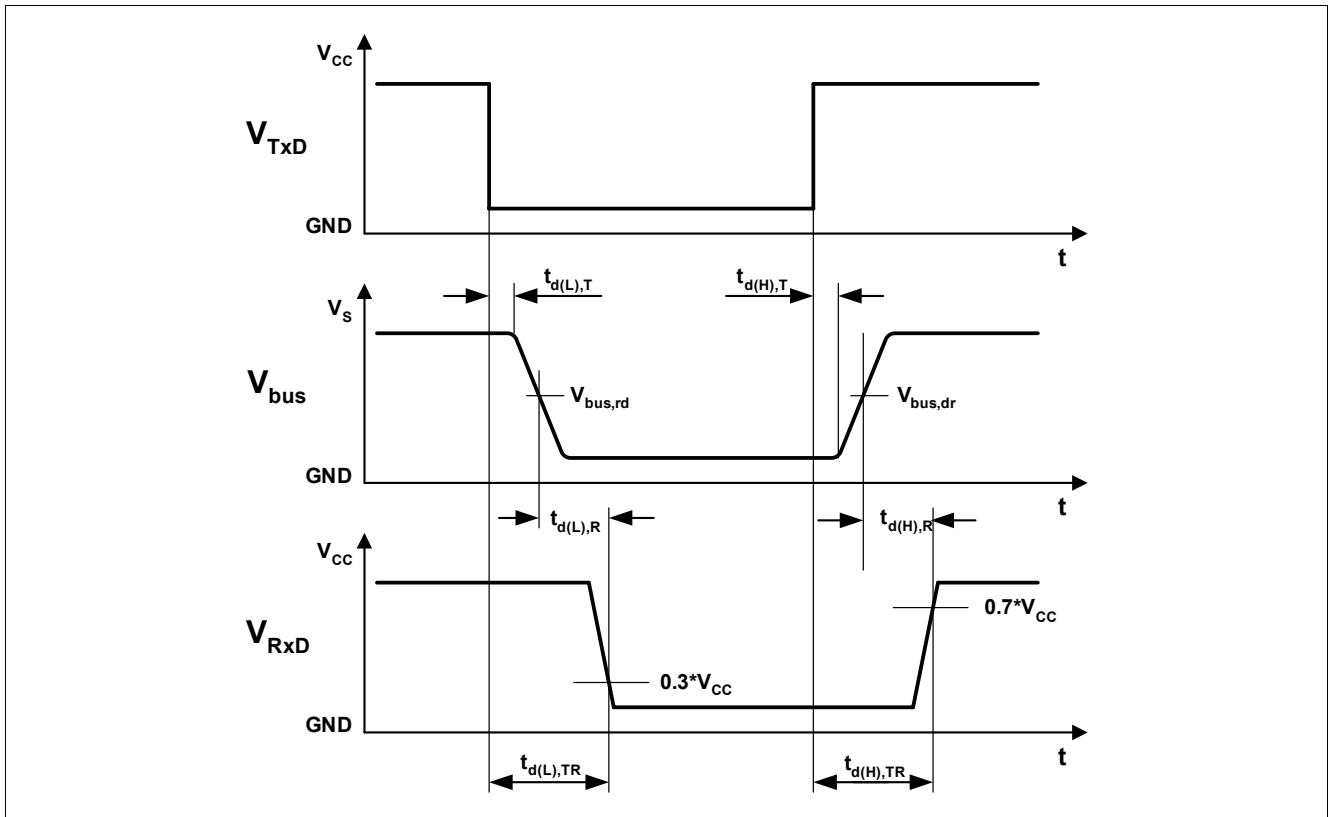 V_CC
V_TxD
GND
t
t_d(L),T
t_d(H),T
V_S
V_bus
V_bus,rd
V_bus,dr
GND
t
t_d(L),R
t_d(H),R
V_CC
V_RxD
0.7*V_CC
0.3*V_CC
GND
t
t_d(L),TR
t_d(H),TR